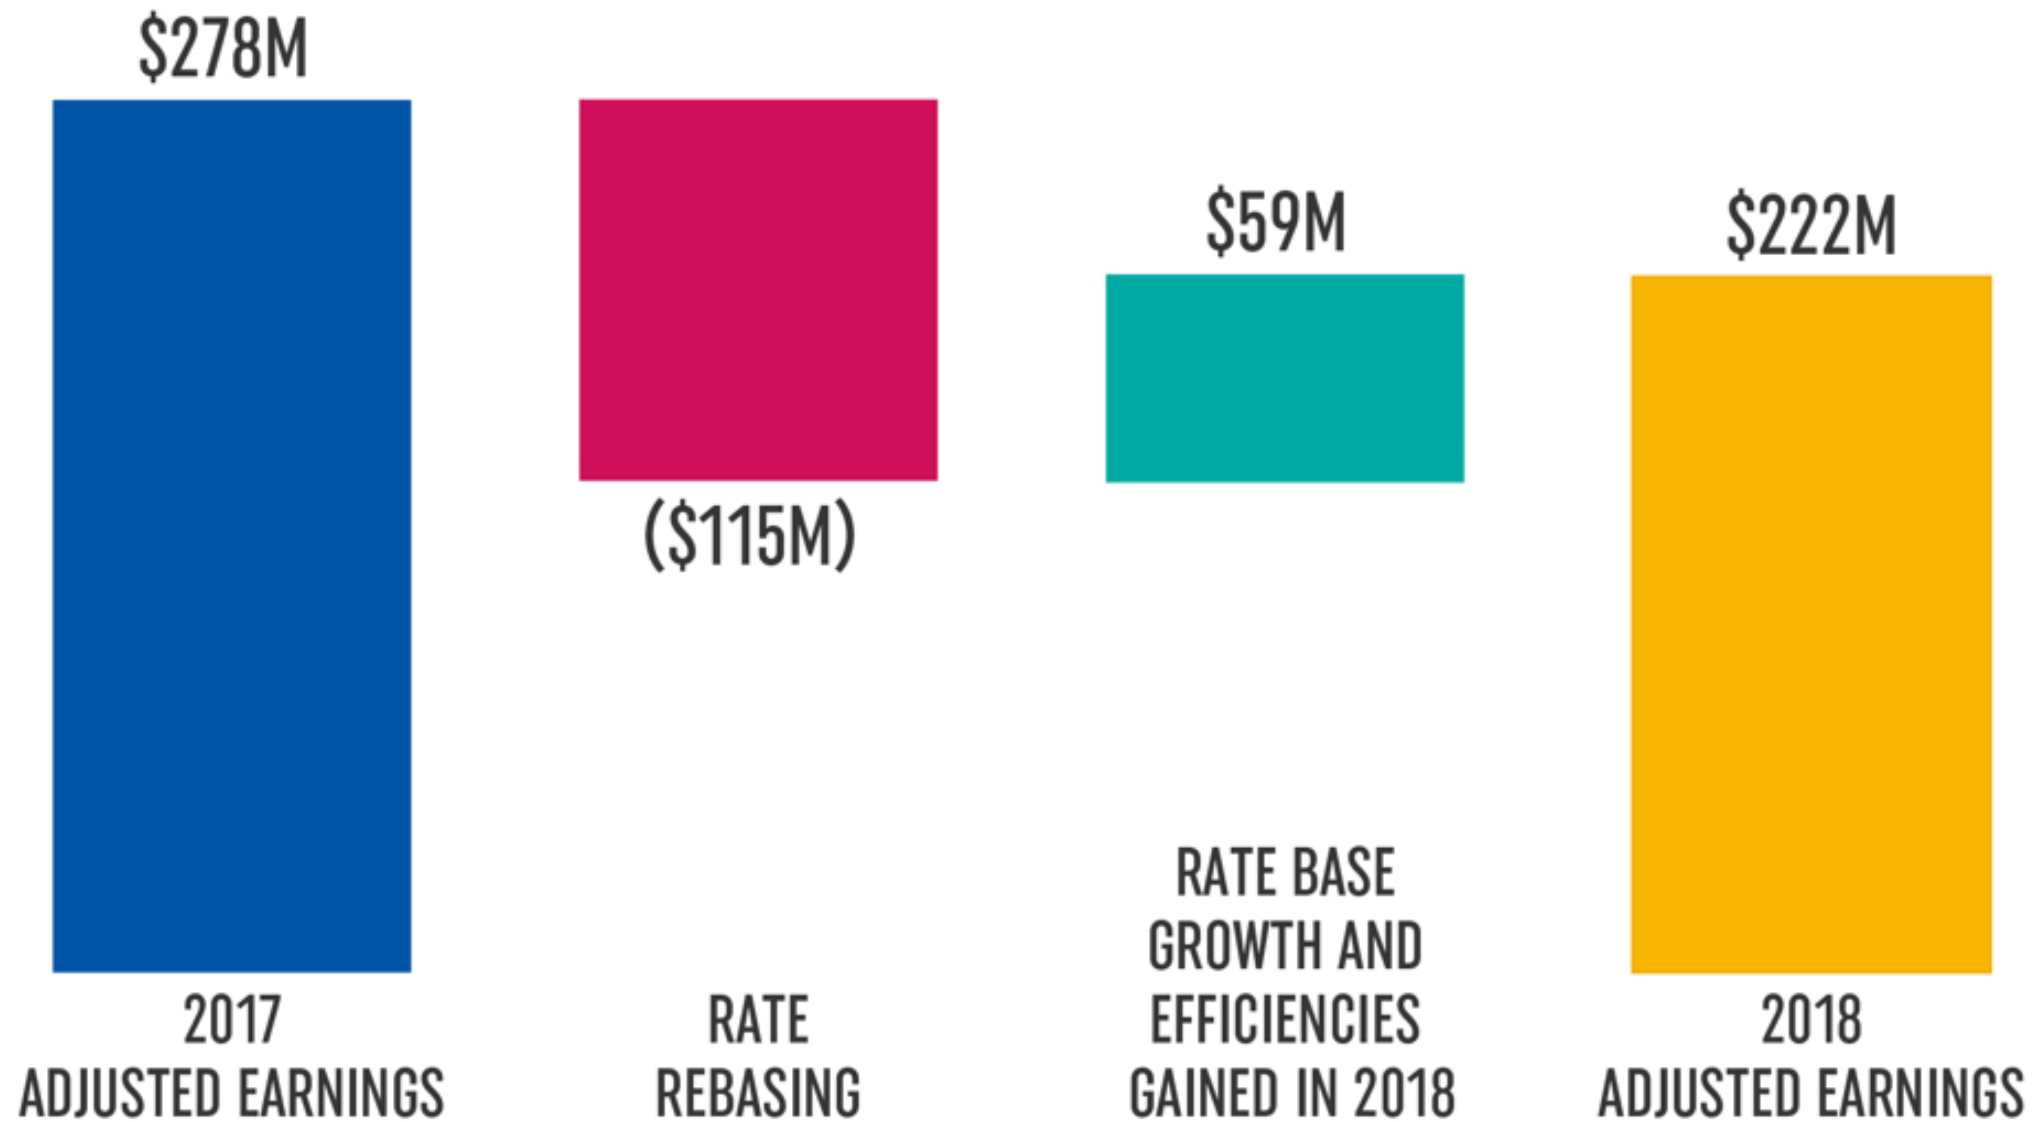 $278M
($115M)
$59M
$222M
2017
ADJUSTED EARNINGS
RATE
REBASING
RATE BASE
GROWTH AND
EFFICIENCIES
GAINED IN 2018
2018
ADJUSTED EARNINGS